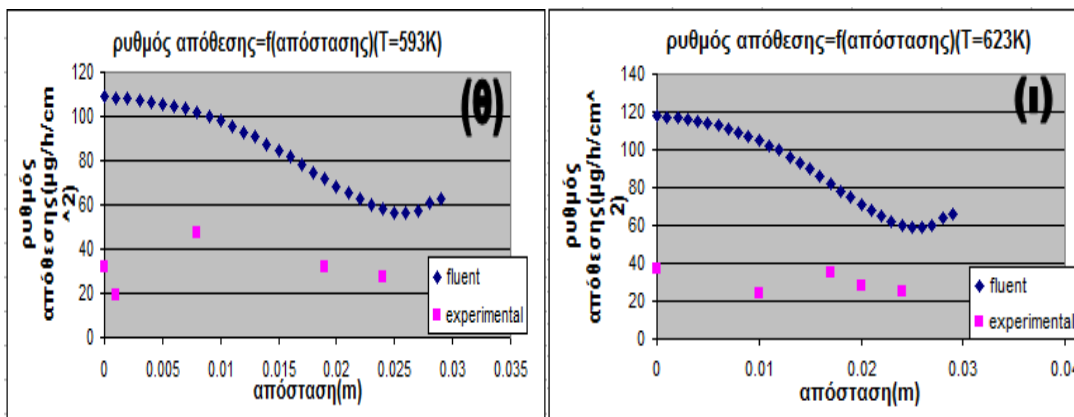 ρυθμός απόθεσης=f(απόστασης)(T=593K)
(θ)
ρυθμός
απόθεσης(μg/h/cm
^2)
120
100
80
60
40
20
0
0
0.005
0.01
0.015
0.02
0.025
0.03
0.035
απόσταση(m)
fluent
experimental
ρυθμός απόθεσης=f(απόστασης)(T=623K)
(ι)
ρυθμός
απόθεσης(μg/h/cm^
2)
140
120
100
80
60
40
20
0
0
0.01
0.02
0.03
0.04
απόσταση(m)
fluent
experimental